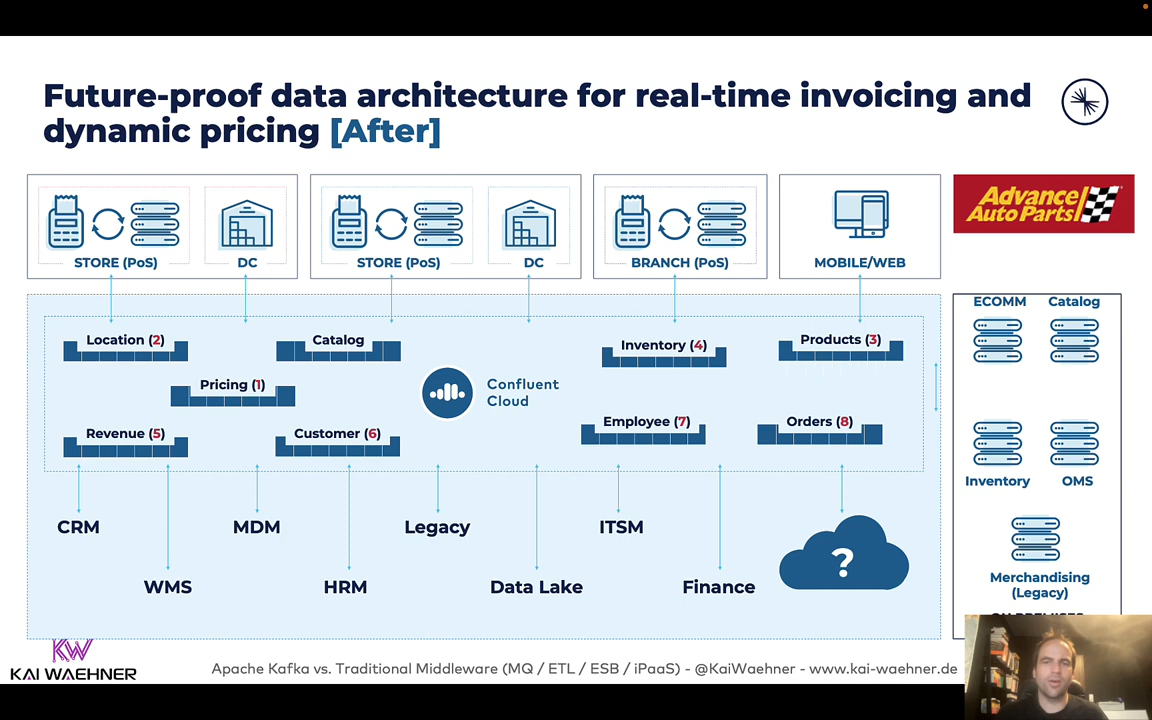 Future-proof data architecture for real-time invoicing and
dynamic pricing [After]
STORE (PoS)
DC
STORE (PoS)
DC
BRANCH (PoS)
MOBILE/WEB
Advance
Auto Parts
Location (2)
Catalog
Inventory (4)
Products (3)
Pricing (1)
Confluent
Cloud
Revenue (5)
Customer (6)
Employee (7)
Orders (8)
ECOMM
Catalog
Inventory
OMS
Merchandising
(Legacy)
CRM
MDM
Legacy
ITSM
?
WMS
HRM
Data Lake
Finance
KW
KAI WAEHNER
Apache Kafka vs. Traditional Middleware (MQ / ETL / ESB / iPaaS) - @KaiWaehner - www.kai-waehner.de